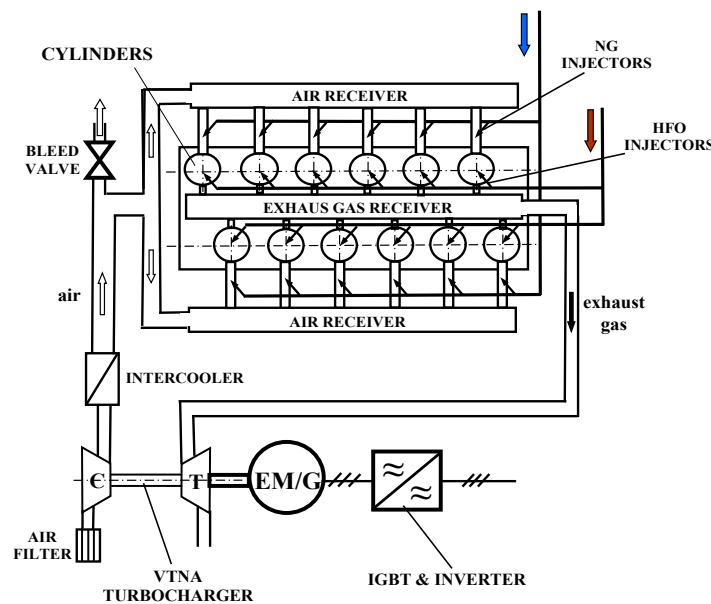 CYLINDERS
NG
INJECTORS
AIR RECEIVER
HFO
INJECTORS
BLEED
VALVE
EXHAUS GAS RECEIVER
air
exhaust
gas
AIR RECEIVER
INTERCOOLER
C
T
EM/G
≈
≈
AIR
FILTER
VTNA
TURBOCHARGER
IGBT & INVERTER